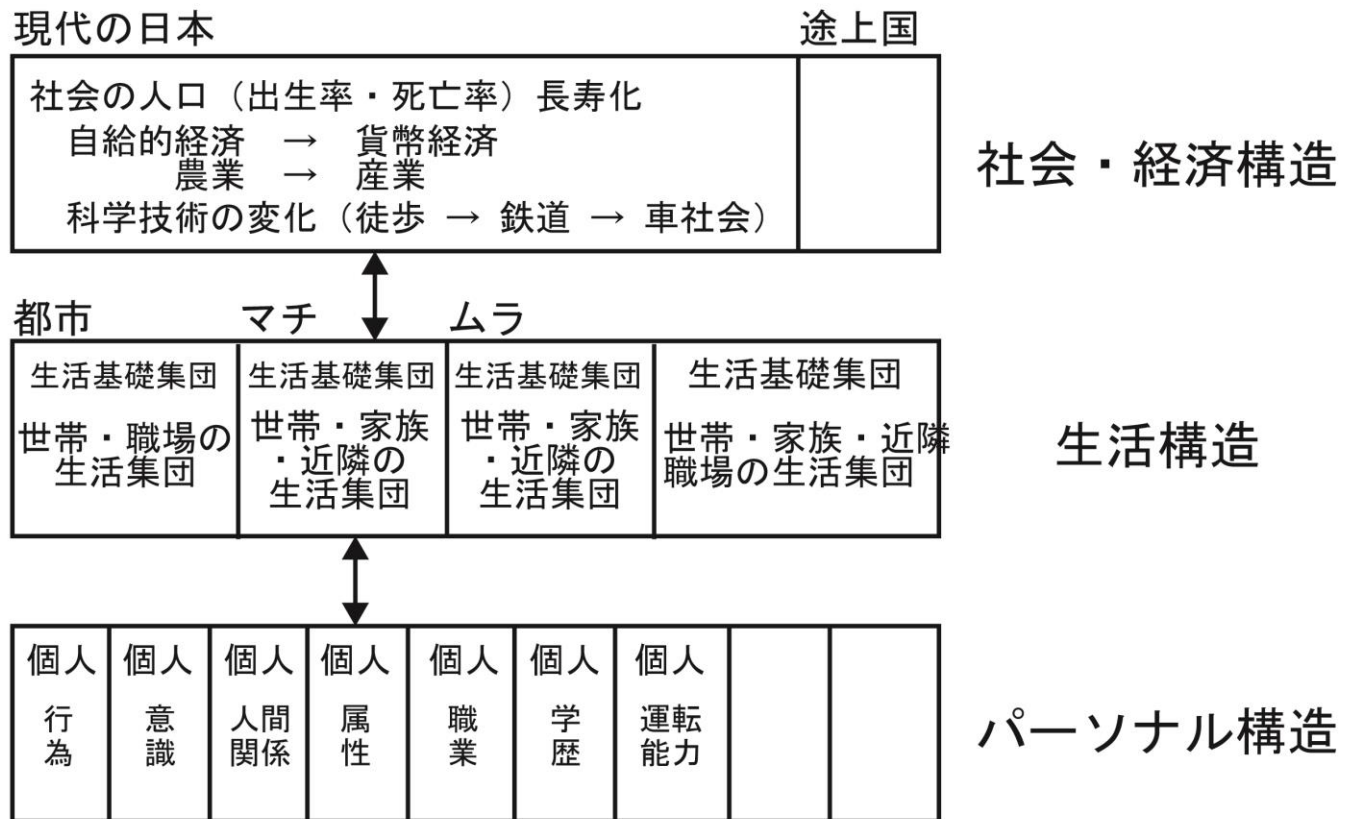 現代の日本
途上国
社会の人口（出生率・死亡率）長寿化
自給的経済 → 貨幣経済
農業 → 産業
科学技術の変化（徒歩 → 鉄道 → 車社会）
社会・経済構造
都市
マチ
ムラ
生活基礎集団
世帯・職場の
生活集団
生活基礎集団
世帯・家族
・近隣の
生活集団
生活基礎集団
世帯・家族
・近隣の
生活集団
生活基礎集団
世帯・家族・近隣
職場の生活集団
生活構造
個人
行
為
個人
意
識
個人
人間
関係
個人
属
性
個人
職
業
個人
学
歴
個人
運転
能力
パーソナル構造